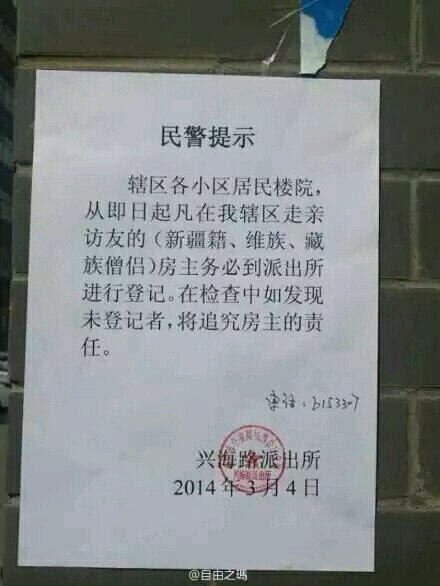 民警提示
辖区各小区居民楼院，
从即日起凡在我辖区走亲
访友的（新疆籍、维族、藏
族僧侣）房主务必到派出所
进行登记。在检查中如发现
未登记者，将追究房主的责
任。
电话：6153307
兴海路派出所
2014年3月4日
@自由之瑪